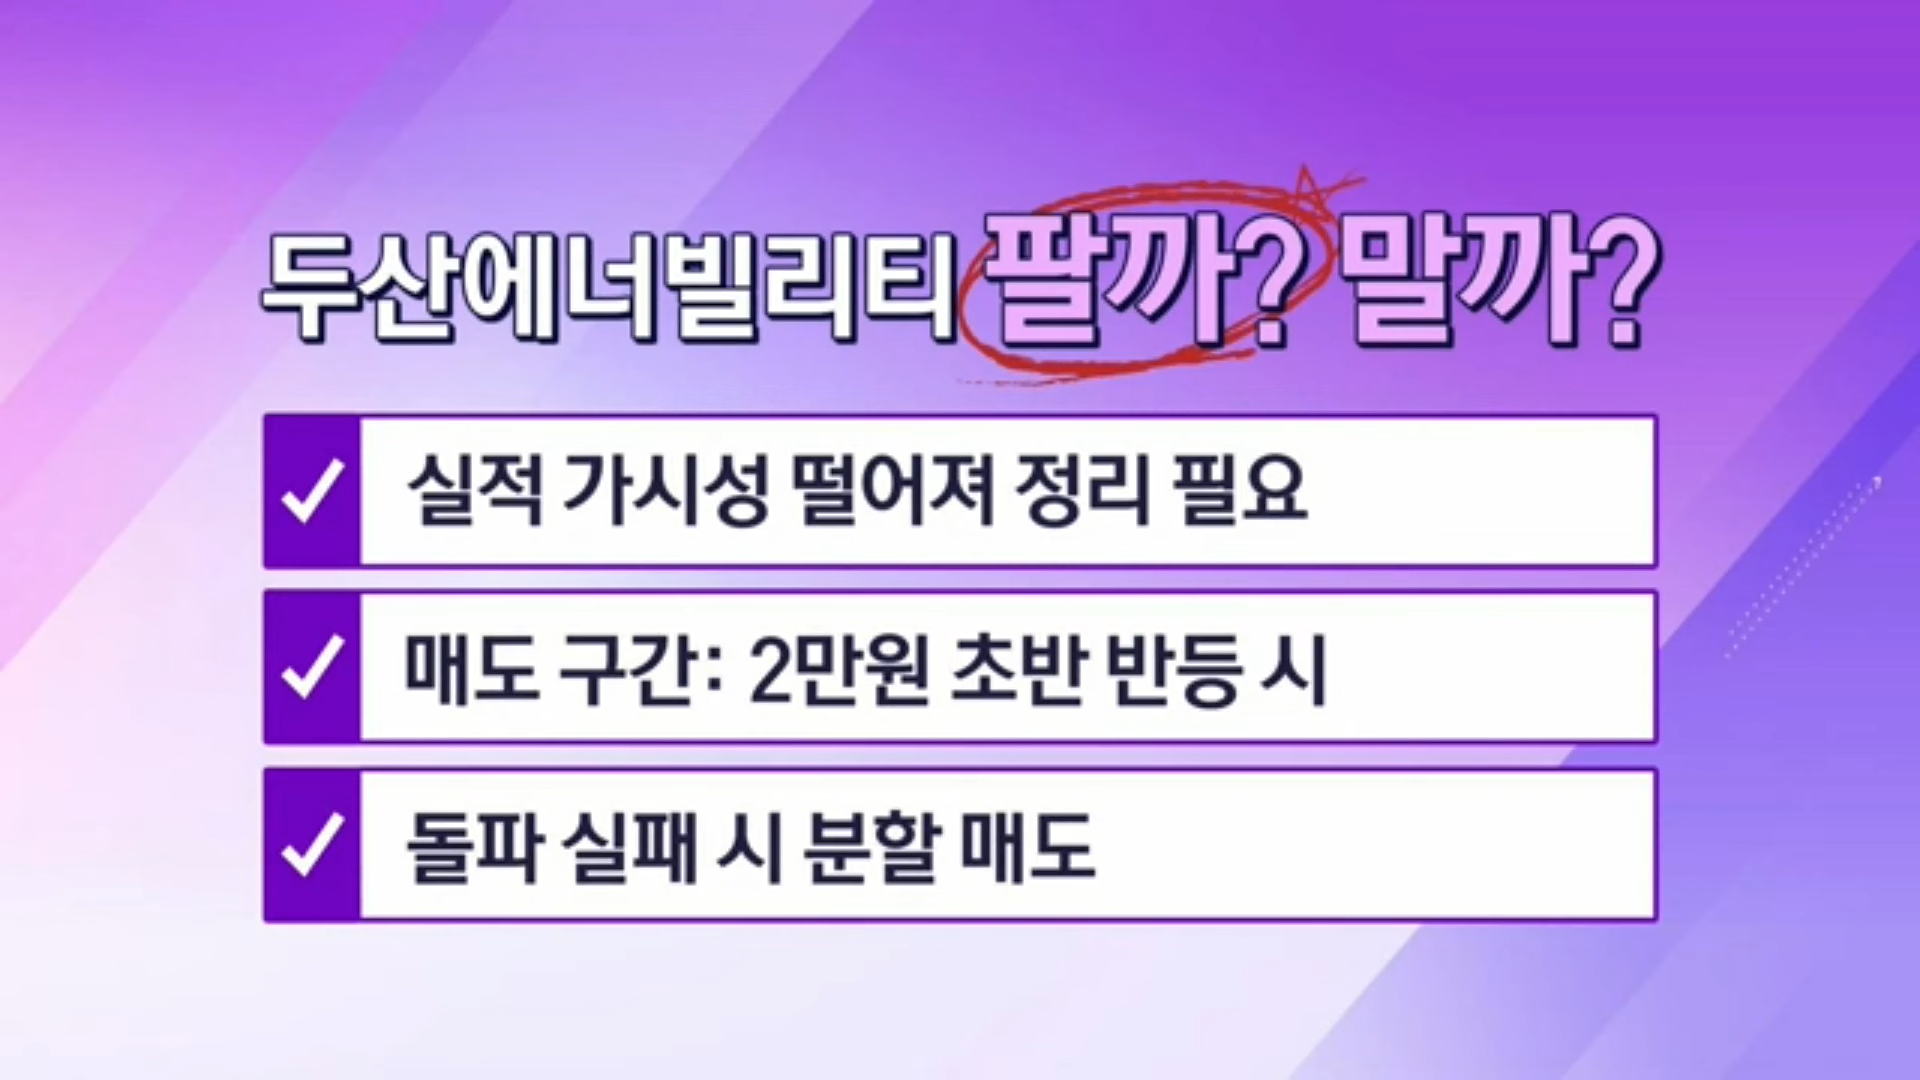 두산에너빌리티 팔까? 말까?
실적 가시성 떨어져 정리 필요
매도 구간: 2만원 초반 반등 시
돌파 실패 시 분할 매도